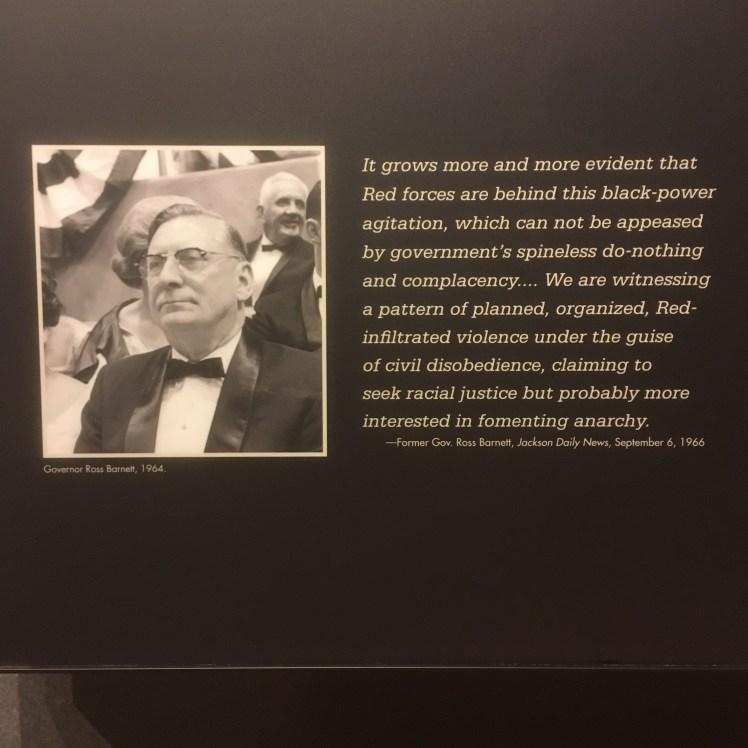 It grows more and more evident that
Red forces are behind this black-power
agitation, which can not be appeased
by government's spineless do-nothing
and complacency.... We are witnessing
a pattern of planned, organized, Red-
infiltrated violence under the guise
of civil disobedience, claiming to
seek racial justice but probably more
interested in fomenting anarchy.
—Former Gov. Ross Barnett, Jackson Daily News, September 6, 1966
Governor Ross Barnett, 1964.